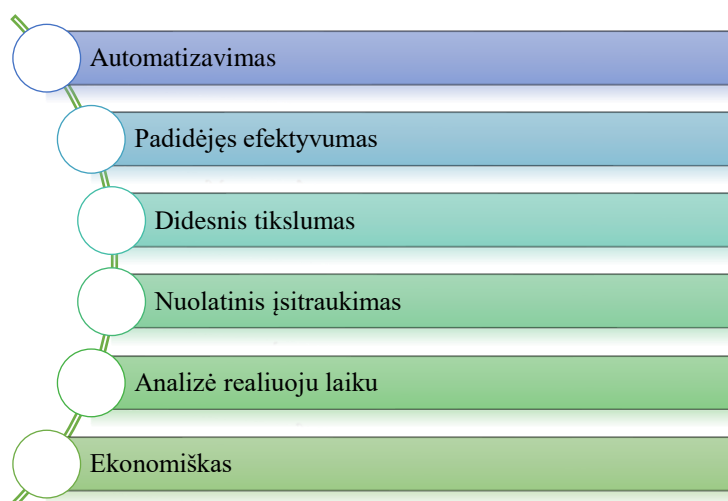 Automatizavimas
Padidėjęs efektyvumas
Didesnis tikslumas
Nuolatinis įsitraukimas
Analizė realiuoju laiku
Ekonomiškas